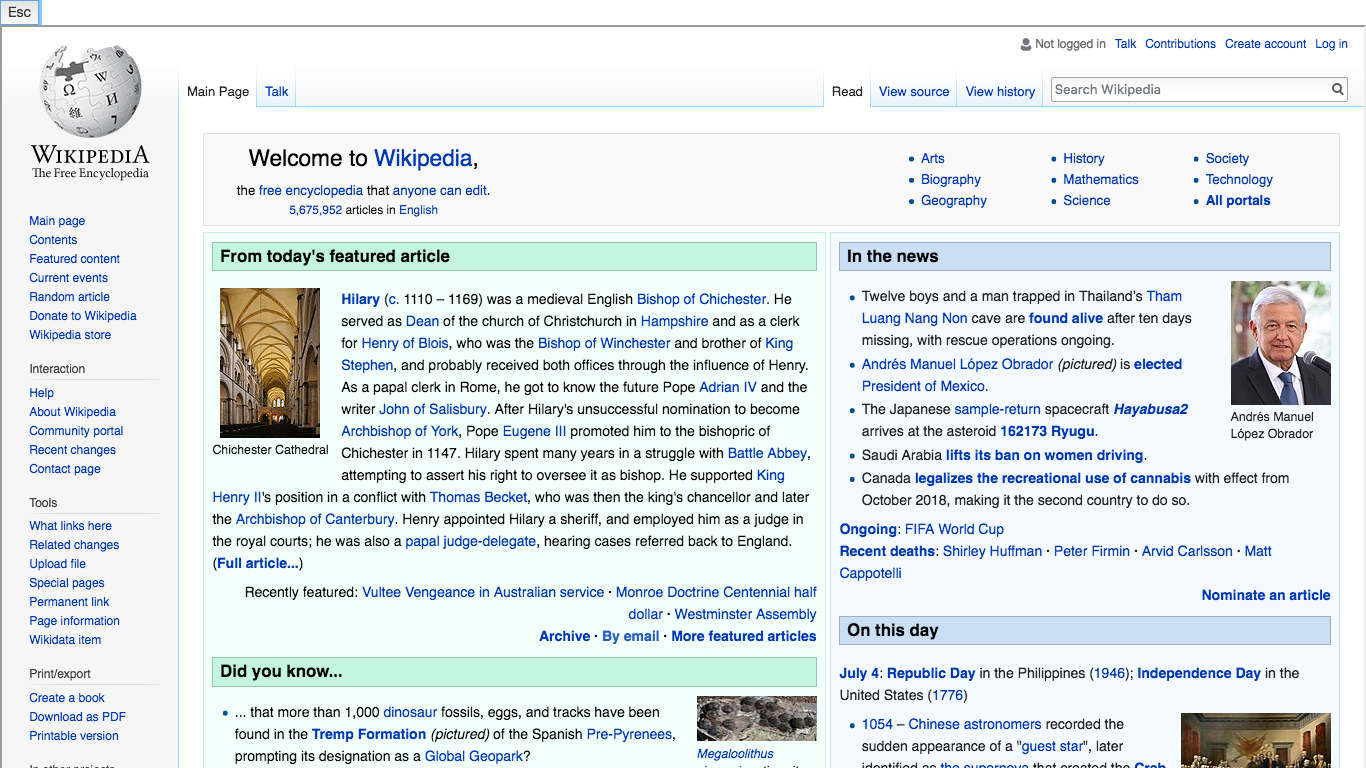 Esc
Not logged in Talk Contributions Create account Log in
Main Page Talk Read View source View history Search Wikipedia
WIKIPEDIA
The Free Encyclopedia
Main page
Contents
Featured content
Current events
Random article
Donate to Wikipedia
Wikipedia store
Interaction
Help
About Wikipedia
Community portal
Recent changes
Contact page
Tools
What links here
Related changes
Upload file
Special pages
Permanent link
Page information
Wikidata item
Print/export
Create a book
Download as PDF
Printable version
In other projects
Welcome to Wikipedia,
the free encyclopedia that anyone can edit.
5,675,952 articles in English
Arts
Biography
Geography
History
Mathematics
Science
Society
Technology
All portals
From today's featured article
Hilary (c. 1110 – 1169) was a medieval English Bishop of Chichester. He
served as Dean of the church of Christchurch in Hampshire and as a clerk
for Henry of Blois, who was the Bishop of Winchester and brother of King
Stephen, and probably received both offices through the influence of Henry.
As a papal clerk in Rome, he got to know the future Pope Adrian IV and the
writer John of Salisbury. After Hilary's unsuccessful nomination to become
Archbishop of York, Pope Eugene III promoted him to the bishopric of
Chichester in 1147. Hilary spent many years in a struggle with Battle Abbey,
attempting to assert his right to oversee it as bishop. He supported King
Henry II's position in a conflict with Thomas Becket, who was then the king's chancellor and later
the Archbishop of Canterbury. Henry appointed Hilary a sheriff, and employed him as a judge in
the royal courts; he was also a papal judge-delegate, hearing cases referred back to England.
(Full article...)
Chichester Cathedral
Recently featured: Vultee Vengeance in Australian service · Monroe Doctrine Centennial half
dollar · Westminster Assembly
Archive · By email · More featured articles
Did you know...
... that more than 1,000 dinosaur fossils, eggs, and tracks have been
found in the Tremp Formation (pictured) of the Spanish Pre-Pyrenees,
prompting its designation as a Global Geopark?
Megaloolithus
In the news
Twelve boys and a man trapped in Thailand's Tham
Luang Nang Non cave are found alive after ten days
missing, with rescue operations ongoing.
Andrés Manuel López Obrador (pictured) is elected
President of Mexico.
The Japanese sample-return spacecraft Hayabusa2
arrives at the asteroid 162173 Ryugu.
Saudi Arabia lifts its ban on women driving.
Canada legalizes the recreational use of cannabis with effect from
October 2018, making it the second country to do so.
Andrés Manuel
López Obrador
Ongoing: FIFA World Cup
Recent deaths: Shirley Huffman · Peter Firmin · Arvid Carlsson · Matt
Cappotelli
Nominate an article
On this day
July 4: Republic Day in the Philippines (1946); Independence Day in the
United States (1776)
1054 – Chinese astronomers recorded the
sudden appearance of a "guest star", later
identified as the supernova that created the Crab